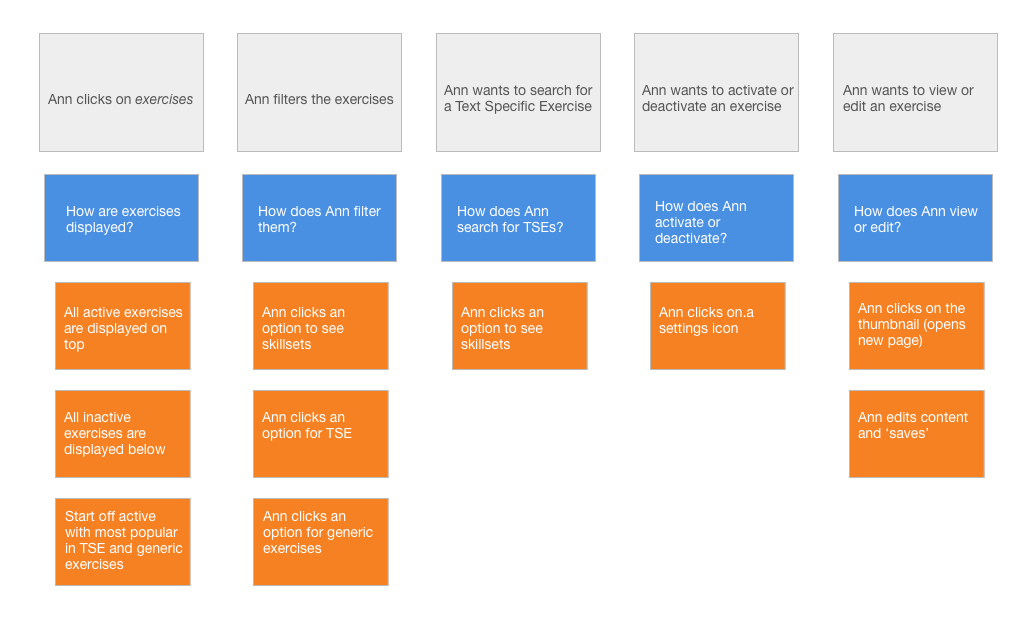 Ann clicks on exercises
Ann filters the exercises
Ann wants to search for
a Text Specific Exercise
Ann wants to activate or
deactivate an exercise
Ann wants to view or
edit an exercise
How are exercises
displayed?
How does Ann filter
them?
How does Ann
search for TSEs?
How does Ann
activate or
deactivate?
How does Ann view
or edit?
All active exercises
are displayed on
top
Ann clicks an
option to see
skillsets
Ann clicks an
option to see
skillsets
Ann clicks on.a
settings icon
Ann clicks on the
thumbnail (opens
new page)
All inactive
exercises are
displayed below
Ann clicks an
option for TSE
Ann edits content
and ‘saves’
Start off active
with most popular
in TSE and generic
exercises
Ann clicks an
option for generic
exercises